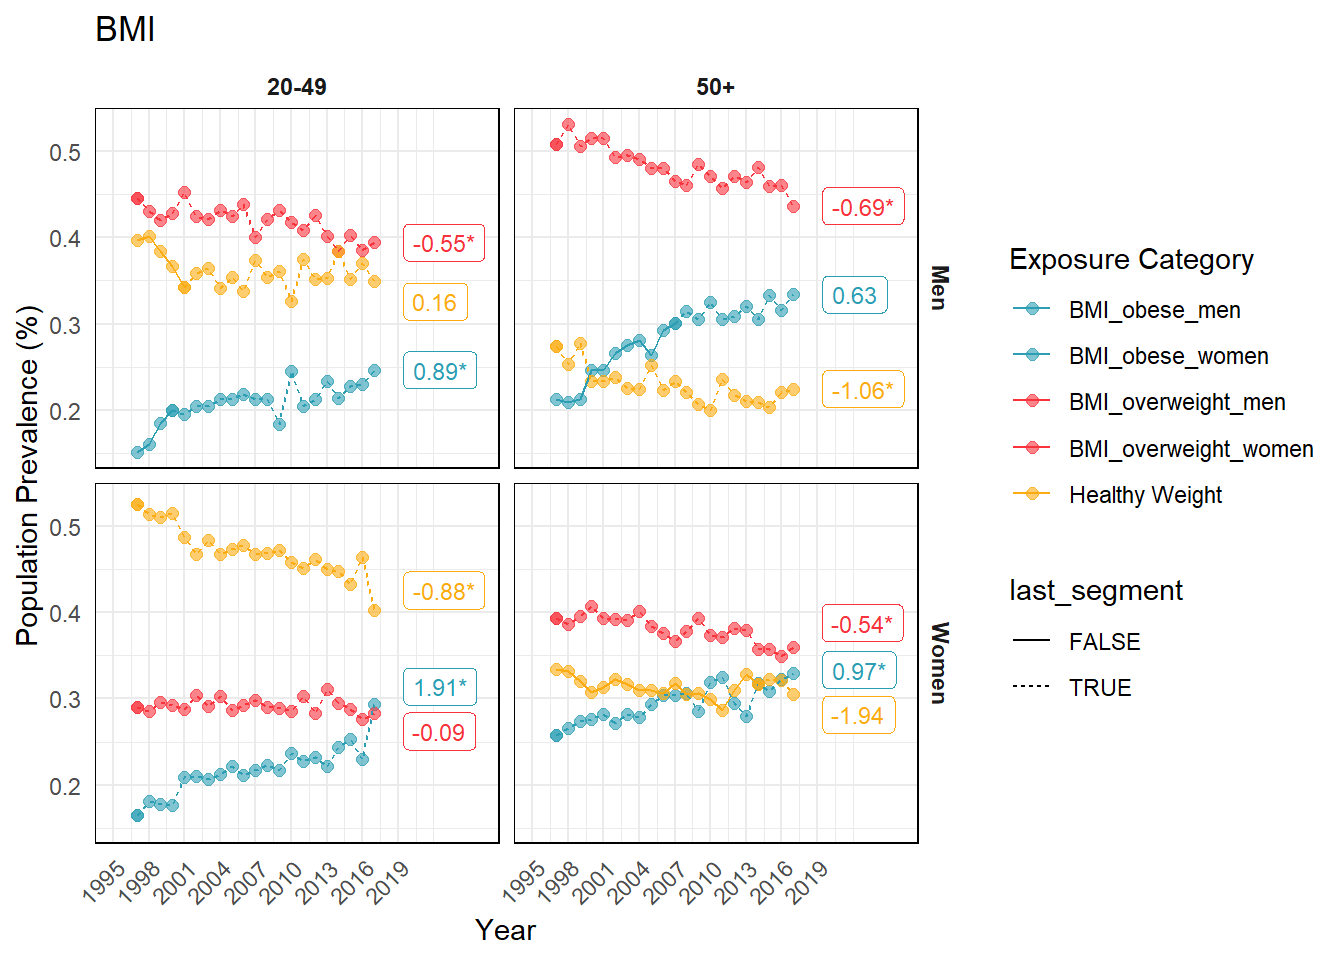 BMI
20-49
50+
Population Prevalence (%)
0.5
0.4
0.3
0.2
-0.55*
0.16
0.89*
-0.69*
0.63
-1.06*
Men
0.5
0.4
0.3
0.2
-0.88*
1.91*
-0.09
-0.54*
0.97*
-1.94
Women
1995
1998
2001
2004
2007
2010
2013
2016
2019
1995
1998
2001
2004
2007
2010
2013
2016
2019
Year
Exposure Category
BMI_obese_men
BMI_obese_women
BMI_overweight_men
BMI_overweight_women
Healthy Weight
last_segment
FALSE
TRUE